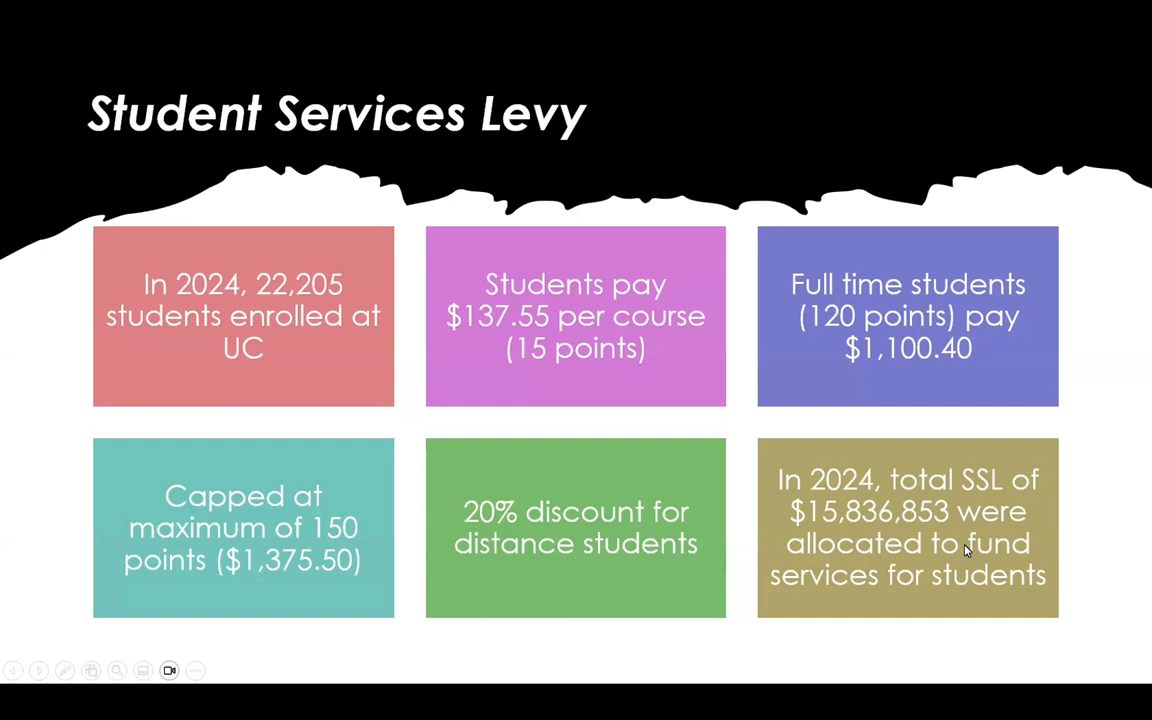 Student Services Levy
In 2024, 22,205
students enrolled at
UC
Students pay
$137.55 per course
(15 points)
Full time students
(120 points) pay
$1,100.40
Capped at
maximum of 150
points ($1,375.50)
20% discount for
distance students
In 2024, total SSL of
$15,836,853 were
allocated to fund
services for students